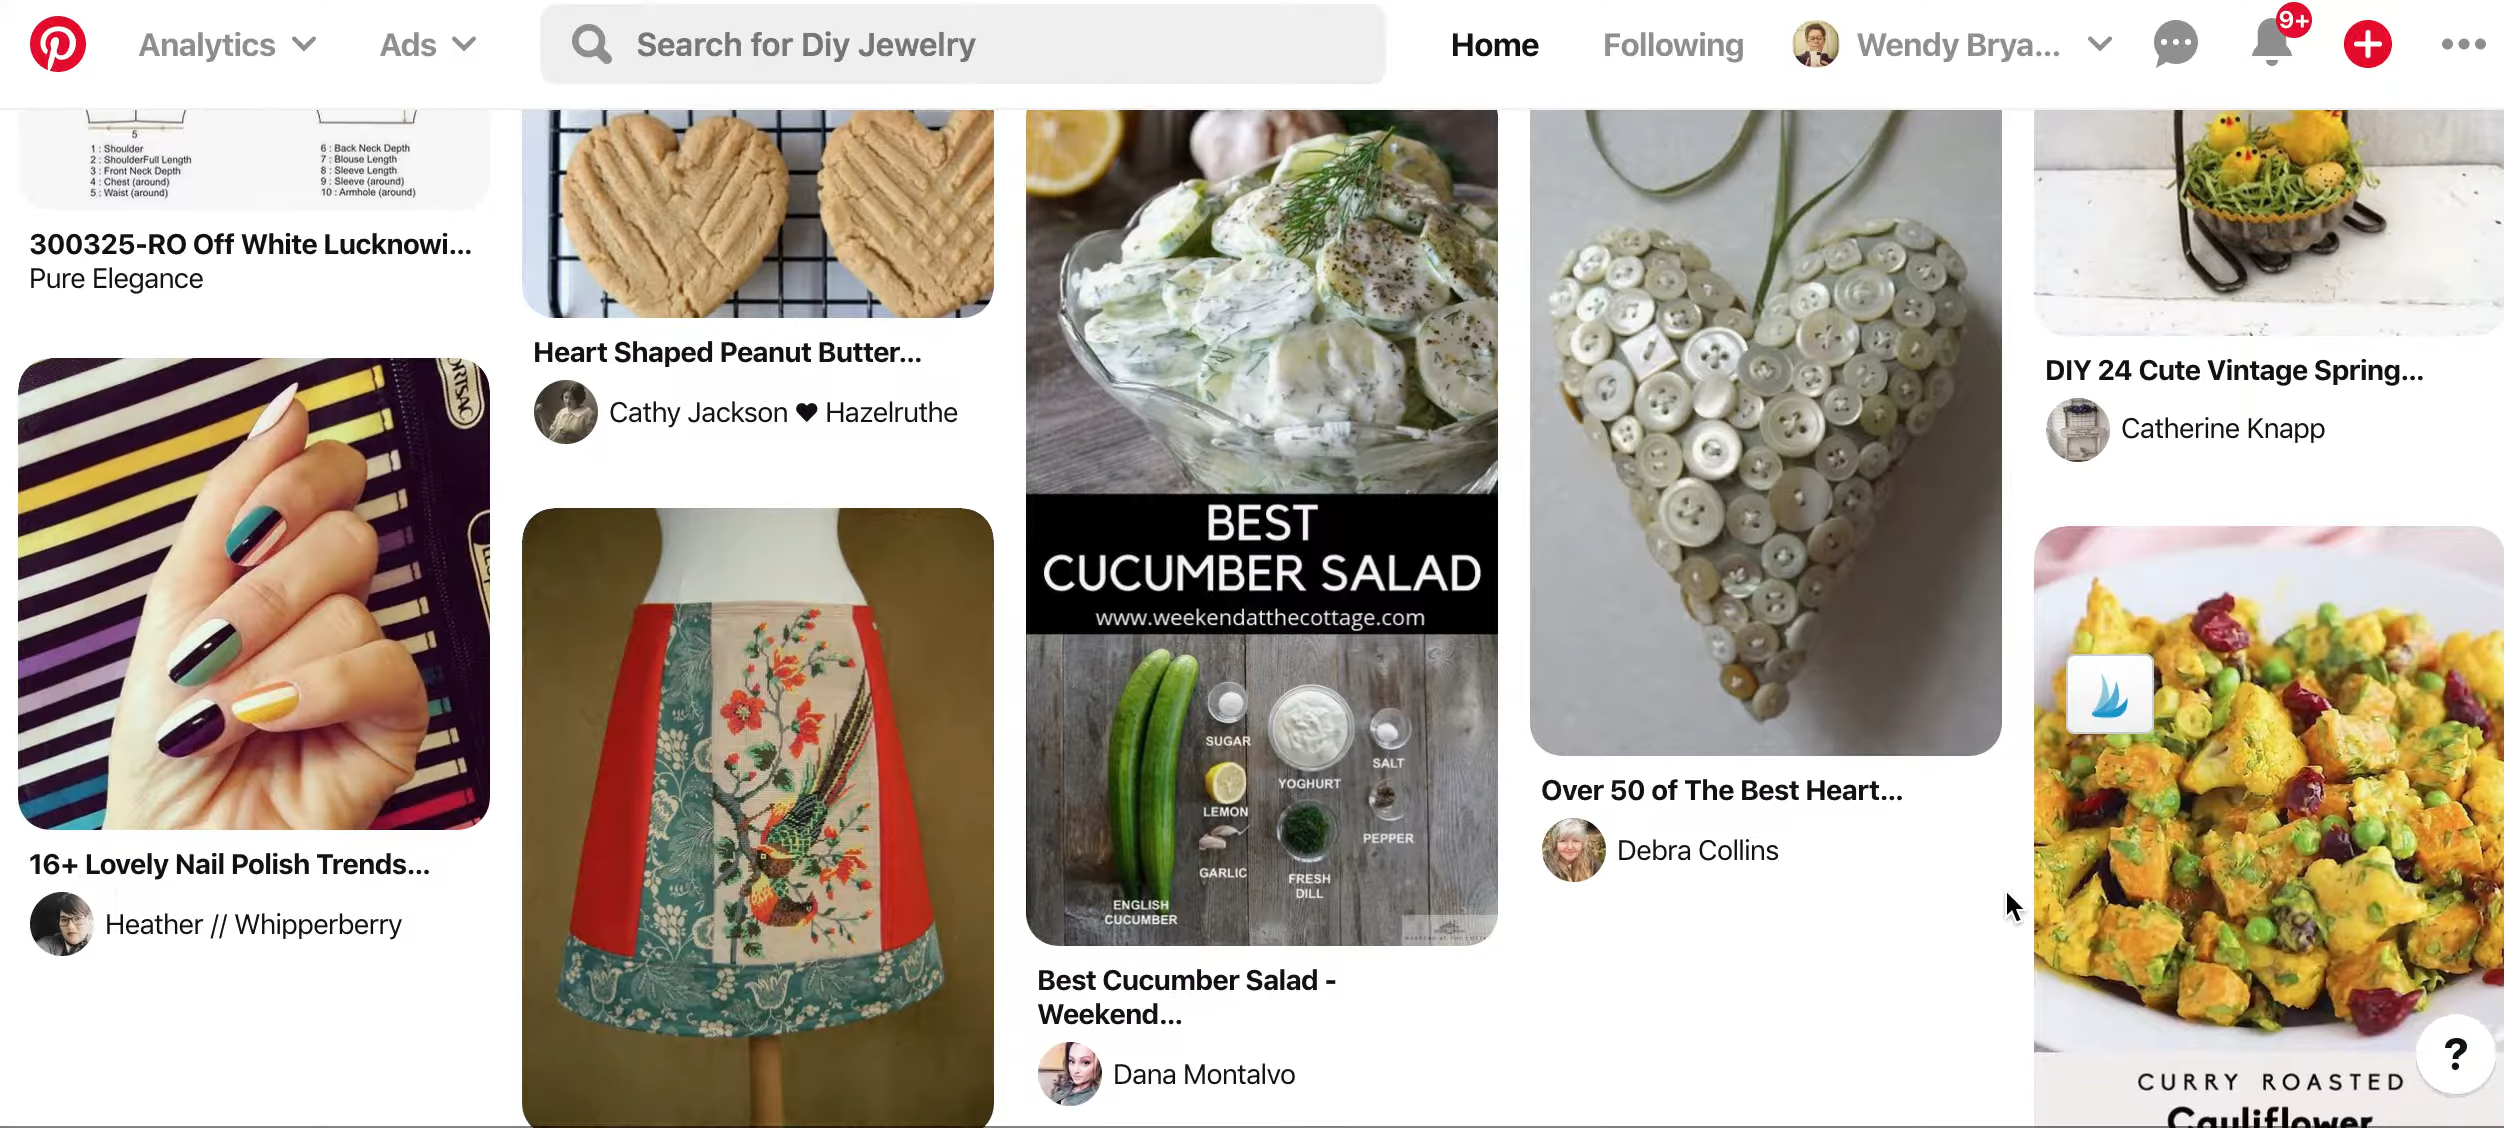 Analytics
Ads
Search for Diy Jewelry
Home
Following
Wendy Brya...
9+
5
1 : Shoulder
2 : ShoulderFull Length
3 : Front Neck Depth
4 : Chest (around)
5 : Waist (around)
6 : Back Neck Depth
7 : Blouse Length
8 : Sleeve Length
9 : Sleeve (around)
10 : Armhole (around)
300325-RO Off White Lucknowi...
Pure Elegance
ORTSAC
16+ Lovely Nail Polish Trends...
Heather // Whipperberry
Heart Shaped Peanut Butter...
Cathy Jackson ♥ Hazelruthe
BEST
CUCUMBER SALAD
www.weekendatthecottage.com
SUGAR
YOGHURT
SALT
LEMON
PEPPER
GARLIC
FRESH
DILL
ENGLISH
CUCUMBER
Best Cucumber Salad -
Weekend...
Dana Montalvo
Over 50 of The Best Heart...
Debra Collins
DIY 24 Cute Vintage Spring...
Catherine Knapp
CURRY ROASTED
Cauliflower
?